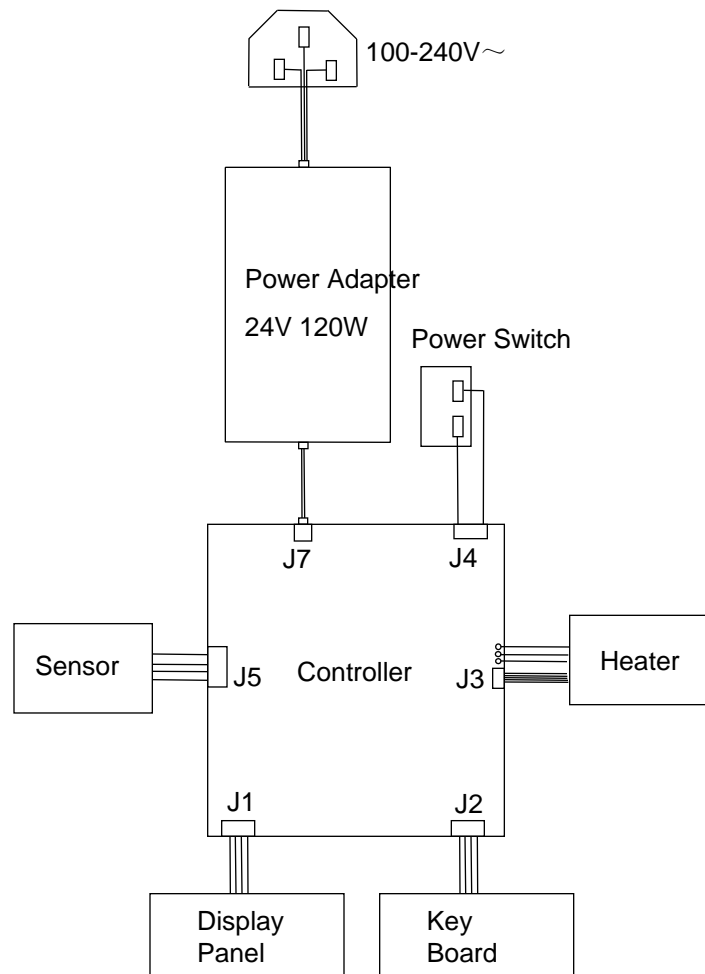 100-240V～
Power Adapter
24V 120W
Power Switch
J7
J4
Sensor
J5
Controller
J3
Heater
J1
J2
Display
Panel
Key
Board